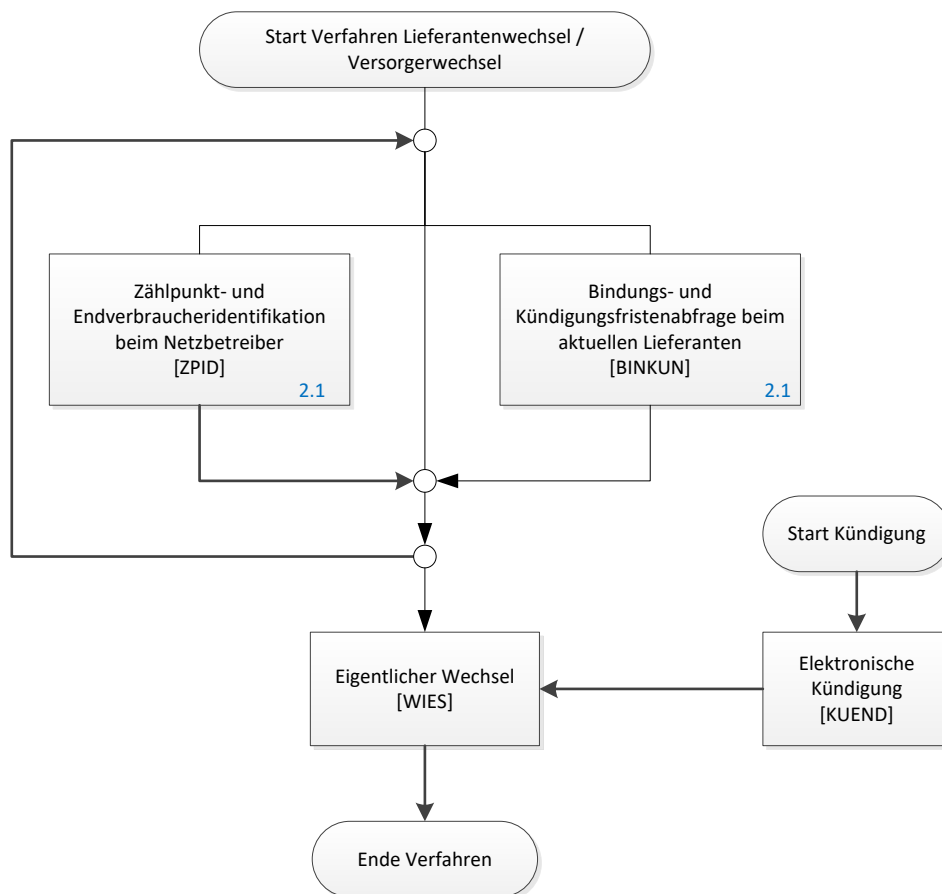 Start Verfahren Lieferantenwechsel /
Versorgerwechsel
Zählpunkt- und
Endverbraucheridentifikation
beim Netzbetreiber
[ZPID]
2.1
Bindungs- und
Kündigungsfristenabfrage beim
aktuellen Lieferanten
[BINKUN]
2.1
Start Kündigung
Eigentlicher Wechsel
[WIES]
Elektronische
Kündigung
[KUEND]
Ende Verfahren